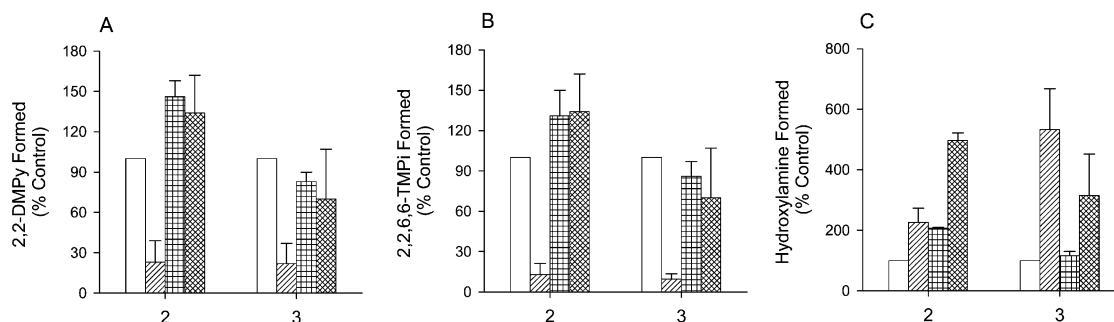 A
2,2-DMPy Formed
(% Control)
180
150
120
90
60
30
0
2
3
B
2,2,6,6-TMPi Formed
(% Control)
180
150
120
90
60
30
0
2
3
C
Hydroxylamine Formed
(% Control)
800
600
400
200
0
2
3